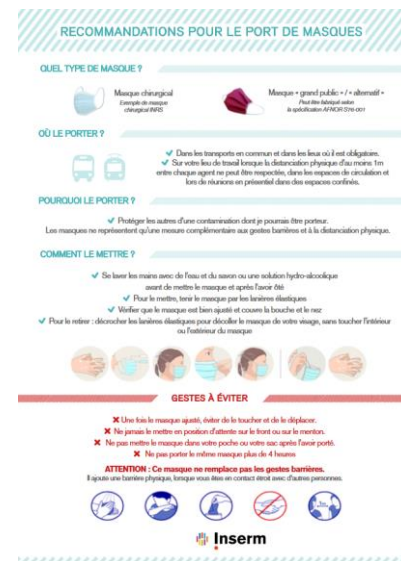 RECOMMANDATIONS POUR LE PORT DE MASQUES
QUEL TYPE DE MASQUE ?
Masque chirurgical
Exemple de masque
chirurgical INRS
Masque « grand public » / « alternatif »
Peut être fabriqué selon
la spécification AFNOR S76-001
OÙ LE PORTER ?
Dans les transports en commun et dans les lieux où il est obligatoire.
Sur votre lieu de travail lorsque la distanciation physique d'au moins 1m
entre chaque agent ne peut être respectée, dans les espaces de circulation et
lors de réunions en présentiel dans des espaces confinés.
POURQUOI LE PORTER ?
Protéger les autres d'une contamination dont je pourrais être porteur.
Les masques ne représentent qu'une mesure complémentaire aux gestes barrières et à la distanciation physique.
COMMENT LE METTRE ?
Se laver les mains avec de l'eau et du savon ou une solution hydro-alcoolique
avant de mettre le masque et après l'avoir ôté
Pour le mettre, tenir le masque par les lanières élastiques
Vérifier que le masque est bien ajusté et couvre la bouche et le nez
Pour le retirer : décrocher les lanières élastiques pour décoller le masque de votre visage, sans toucher l'intérieur
ou l'extérieur du masque
GESTES À ÉVITER
Une fois le masque ajusté, éviter de le toucher et de le déplacer.
Ne jamais le mettre en position d'attente sur le front ou sur le menton.
Ne pas mettre le masque dans votre poche ou votre sac après l'avoir porté.
Ne pas porter le même masque plus de 4 heures
ATTENTION : Ce masque ne remplace pas les gestes barrières.
Il ajoute une barrière physique, lorsque vous êtes en contact étroit avec d'autres personnes.
Inserm